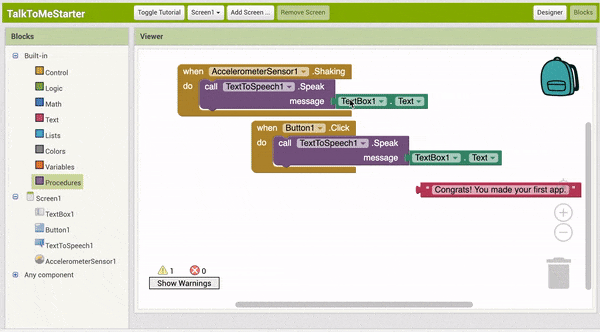 TalkToMeStarter
Toggle Tutorial
Screen1
Add Screen ...
Remove Screen
Designer
Blocks
Blocks
Viewer
Built-in
Control
Logic
Math
Text
Lists
Colors
Variables
Procedures
Screen1
TextBox1
Button1
TextToSpeech1
AccelerometerSensor1
Any component
when AccelerometerSensor1 .Shaking
do call TextToSpeech1 .Speak
message TextBox1 . Text
when Button1 .Click
do call TextToSpeech1 .Speak
message TextBox1 . Text
" Congrats! You made your first app. "
1 0
Show Warnings